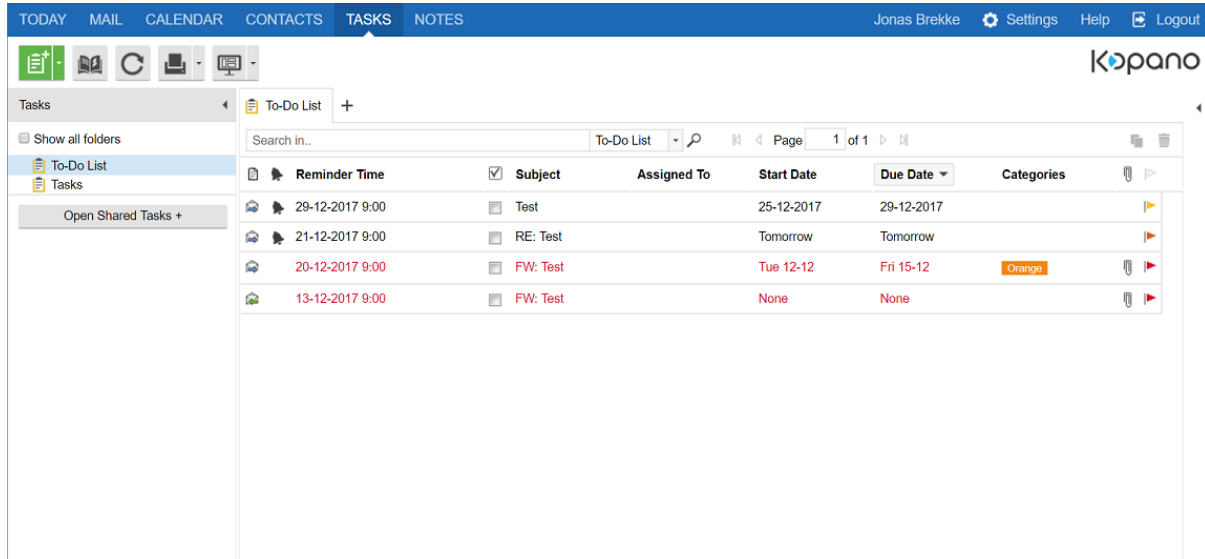 TODAY MAIL CALENDAR CONTACTS TASKS NOTES Jonas Brekke Settings Help Logout
Kopano
Tasks To-Do List +
Show all folders Search in.. To-Do List Page 1 of 1
To-Do List Reminder Time Subject Assigned To Start Date Due Date Categories
Tasks
Open Shared Tasks + 29-12-2017 9:00 Test 25-12-2017 29-12-2017
21-12-2017 9:00 RE: Test Tomorrow Tomorrow
20-12-2017 9:00 FW: Test Tue 12-12 Fri 15-12 Orange
13-12-2017 9:00 FW: Test None None